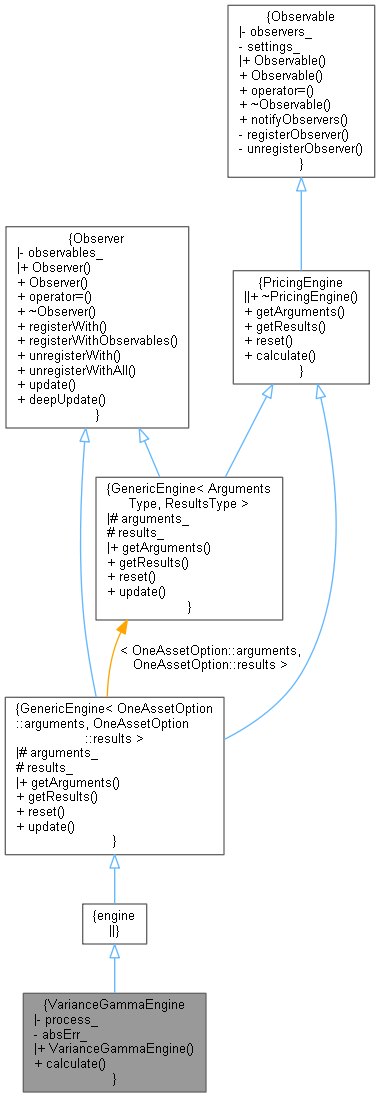 {Observable
|- observers_
- settings_
|+ Observable()
+ Observable()
+ operator=()
+ ~Observable()
+ notifyObservers()
- registerObserver()
- unregisterObserver()
}
{Observer
|- observables_
|+ Observer()
+ Observer()
+ operator=()
+ ~Observer()
+ registerWith()
+ registerWithObservables()
+ unregisterWith()
+ unregisterWithAll()
+ update()
+ deepUpdate()
}
{PricingEngine
||+ ~PricingEngine()
+ getArguments()
+ getResults()
+ reset()
+ calculate()
}
{GenericEngine< Arguments
Type, ResultsType >
|# arguments_
# results_
|+ getArguments()
+ getResults()
+ reset()
+ update()
}
< OneAssetOption::arguments,
OneAssetOption::results >
{GenericEngine< OneAssetOption
::arguments, OneAssetOption
::results >
|# arguments_
# results_
|+ getArguments()
+ getResults()
+ reset()
+ update()
}
{engine
||}
{VarianceGammaEngine
|- process_
- absErr_
|+ VarianceGammaEngine()
+ calculate()
}